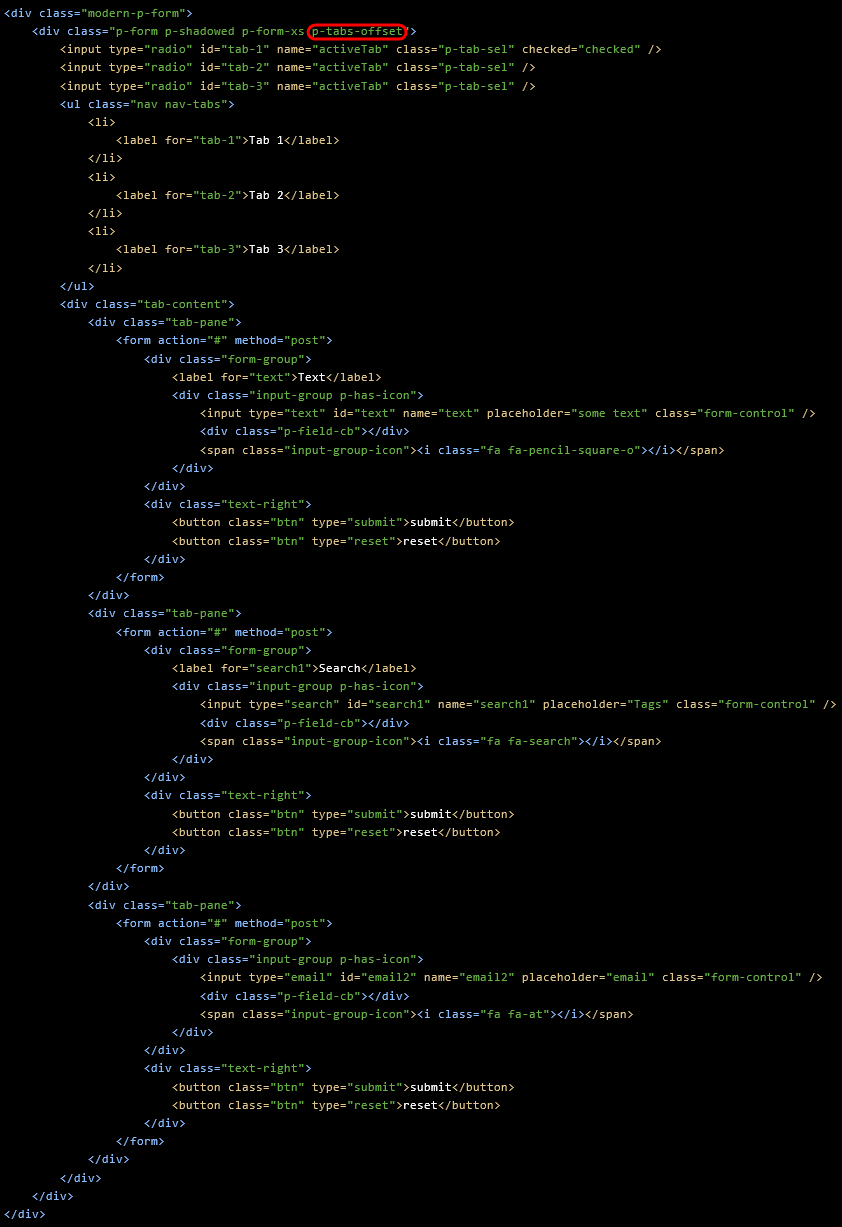 <div class="modern-p-form">
<div class="p-form p-shadowed p-form-xs p-tabs-offset">
<input type="radio" id="tab-1" name="activeTab" class="p-tab-sel" checked="checked" />
<input type="radio" id="tab-2" name="activeTab" class="p-tab-sel" />
<input type="radio" id="tab-3" name="activeTab" class="p-tab-sel" />
<ul class="nav nav-tabs">
<li>
<label for="tab-1">Tab 1</label>
</li>
<li>
<label for="tab-2">Tab 2</label>
</li>
<li>
<label for="tab-3">Tab 3</label>
</li>
</ul>
<div class="tab-content">
<div class="tab-pane">
<form action="#" method="post">
<div class="form-group">
<label for="text">Text</label>
<div class="input-group p-has-icon">
<input type="text" id="text" name="text" placeholder="some text" class="form-control" />
<div class="p-field-cb"></div>
<span class="input-group-icon"><i class="fa fa-pencil-square-o"></i></span>
</div>
</div>
<div class="text-right">
<button class="btn" type="submit">submit</button>
<button class="btn" type="reset">reset</button>
</div>
</form>
</div>
<div class="tab-pane">
<form action="#" method="post">
<div class="form-group">
<label for="search1">Search</label>
<div class="input-group p-has-icon">
<input type="search" id="search1" name="search1" placeholder="Tags" class="form-control" />
<div class="p-field-cb"></div>
<span class="input-group-icon"><i class="fa fa-search"></i></span>
</div>
</div>
<div class="text-right">
<button class="btn" type="submit">submit</button>
<button class="btn" type="reset">reset</button>
</div>
</form>
</div>
<div class="tab-pane">
<form action="#" method="post">
<div class="form-group">
<div class="input-group p-has-icon">
<input type="email" id="email2" name="email2" placeholder="email" class="form-control" />
<div class="p-field-cb"></div>
<span class="input-group-icon"><i class="fa fa-at"></i></span>
</div>
</div>
<div class="text-right">
<button class="btn" type="submit">submit</button>
<button class="btn" type="reset">reset</button>
</div>
</form>
</div>
</div>
</div>
</div>